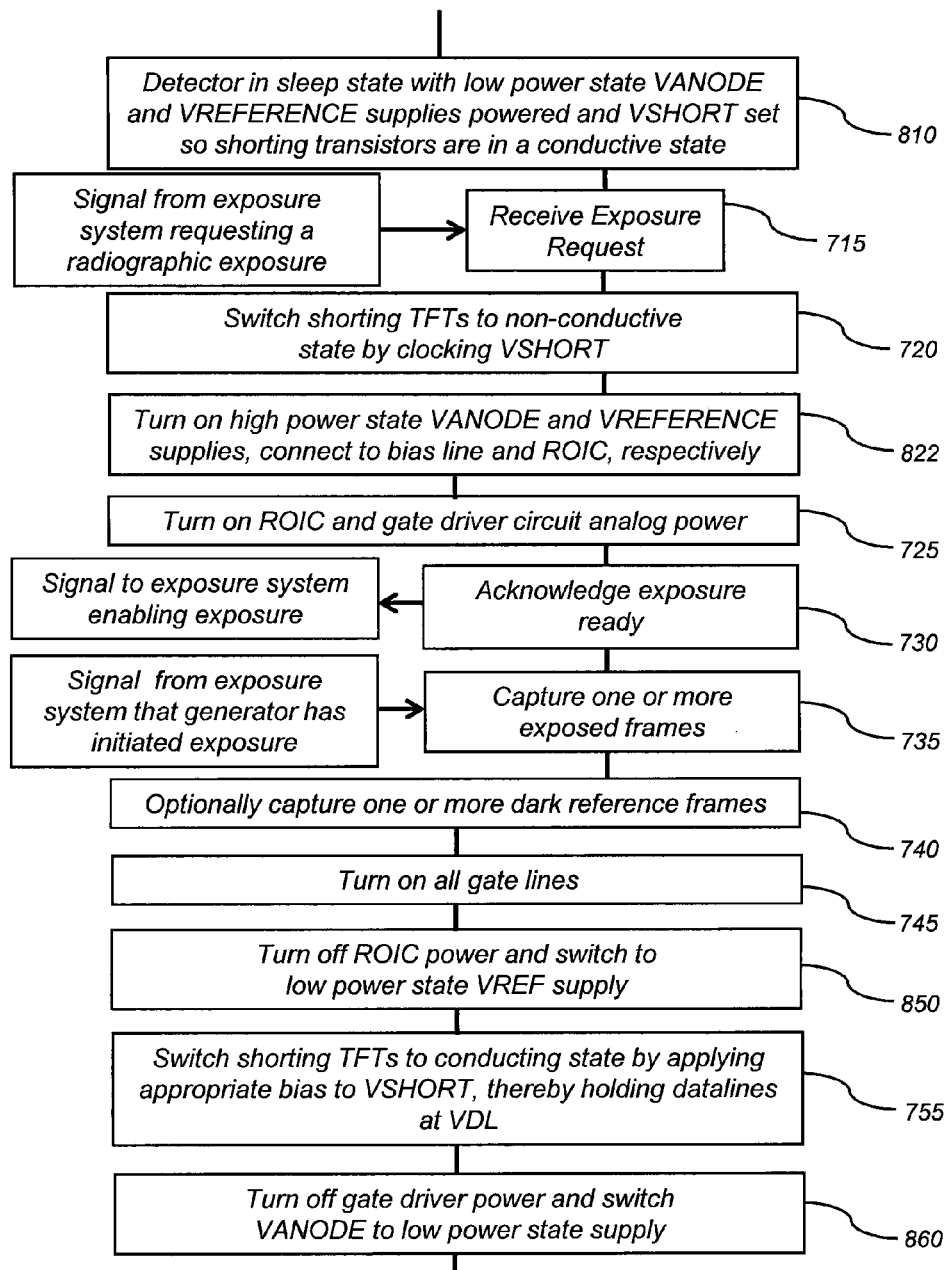 Detector in sleep state with low power state VANODE
and VREFERENCE supplies powered and VSHORT set
so shorting transistors are in a conductive state
810
Signal from exposure
system requesting a
radiographic exposure
Receive Exposure
Request
715
Switch shorting TFTs to non-conductive
state by clocking VSHORT
720
Turn on high power state VANODE and VREFERENCE
supplies, connect to bias line and ROIC, respectively
822
Turn on ROIC and gate driver circuit analog power
725
Signal to exposure system
enabling exposure
Acknowledge exposure
ready
730
Signal from exposure
system that generator has
initiated exposure
Capture one or more
exposed frames
735
Optionally capture one or more dark reference frames
740
Turn on all gate lines
745
Turn off ROIC power and switch to
low power state VREF supply
850
Switch shorting TFTs to conducting state by applying
appropriate bias to VSHORT, thereby holding datalines
at VDL
755
Turn off gate driver power and switch
VANODE to low power state supply
860